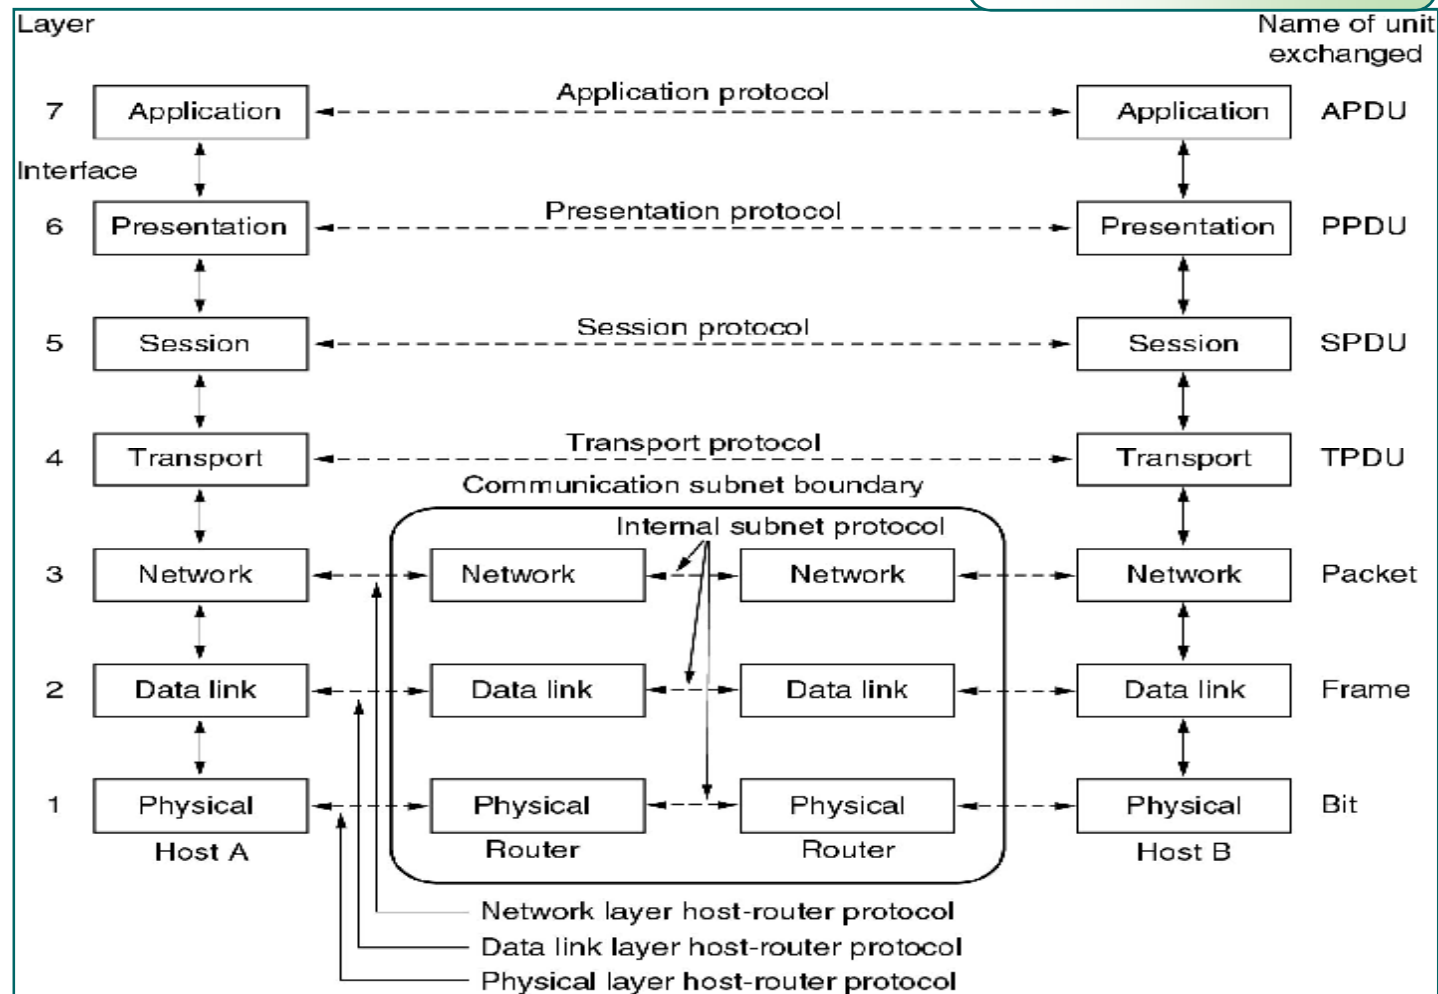 Layer
Name of unit
exchanged
7 Application Application protocol Application APDU
Interface
6 Presentation Presentation protocol Presentation PPDU
5 Session Session protocol Session SPDU
4 Transport Transport protocol Transport TPDU
Communication subnet boundary
Internal subnet protocol
3 Network Network Network Network Packet
2 Data link Data link Data link Data link Frame
1 Physical Physical Physical Physical Bit
Host A Router Router Host B
Network layer host-router protocol
Data link layer host-router protocol
Physical layer host-router protocol